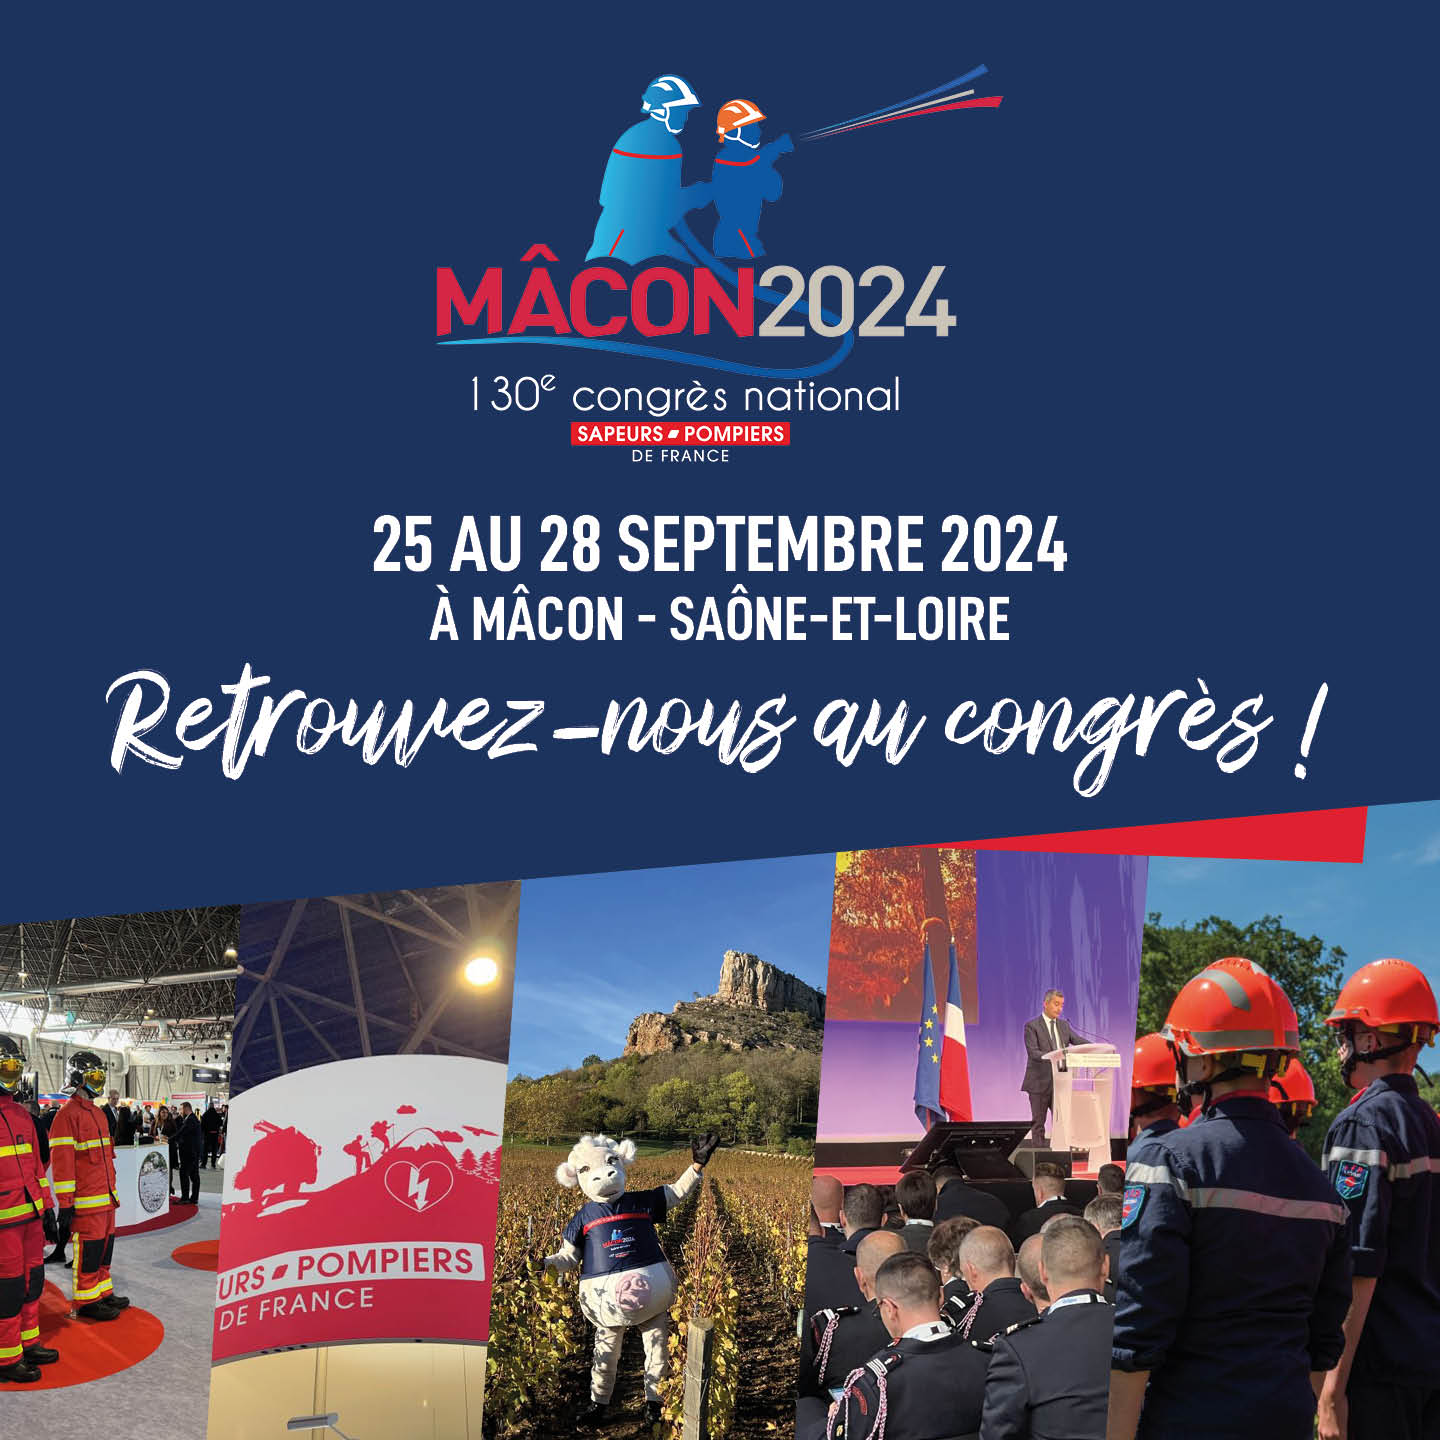 MÂCON2024
130e congrès national
SAPEURS-POMPIERS
DE FRANCE
25 AU 28 SEPTEMBRE 2024
À MÂCON - SAÔNE-ET-LOIRE
Retrouvez-nous au congrès !
URS-POMPIERS
DE FRANCE
MÂCON2024